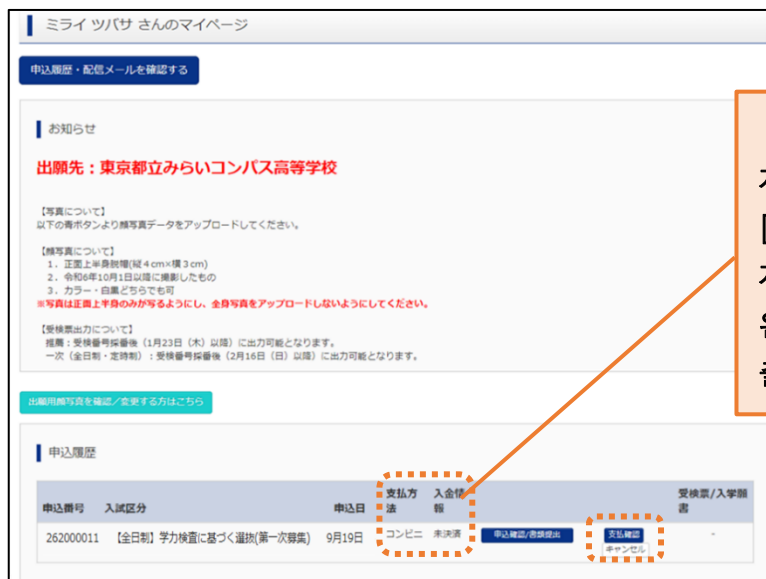 ミライ ツバサ さんのマイページ
申込履歴・配信メールを確認する
お知らせ
出願先：東京都立みらいコンパス高等学校
【写真について】
以下の青ボタンより顔写真データをアップロードしてください。
【顔写真について】
1．正面上半身脱帽(縦４cm×横３cm)
2．令和6年10月1日以降に撮影したもの
3．カラー・白黒どちらでも可
※写真は正面上半身のみが写るようにし、全身写真をアップロードしないようにしてください。
【受検票出力について】
推薦：受検番号採番後（1月23日（木）以降）に出力可能となります。
一次（全日制・定時制）：受検番号採番後（2月16日（日）以降）に出力可能となります。
出願用顔写真を確認／変更する方はこちら
申込履歴
申込番号 入試区分 申込日 支払方法 入金情報 受検票/入学願書
262000011 【全日制】学力検査に基づく選抜(第一次募集) 9月19日 コンビニ 未決済 申込確認/書類提出 支払確認 -
キャンセル